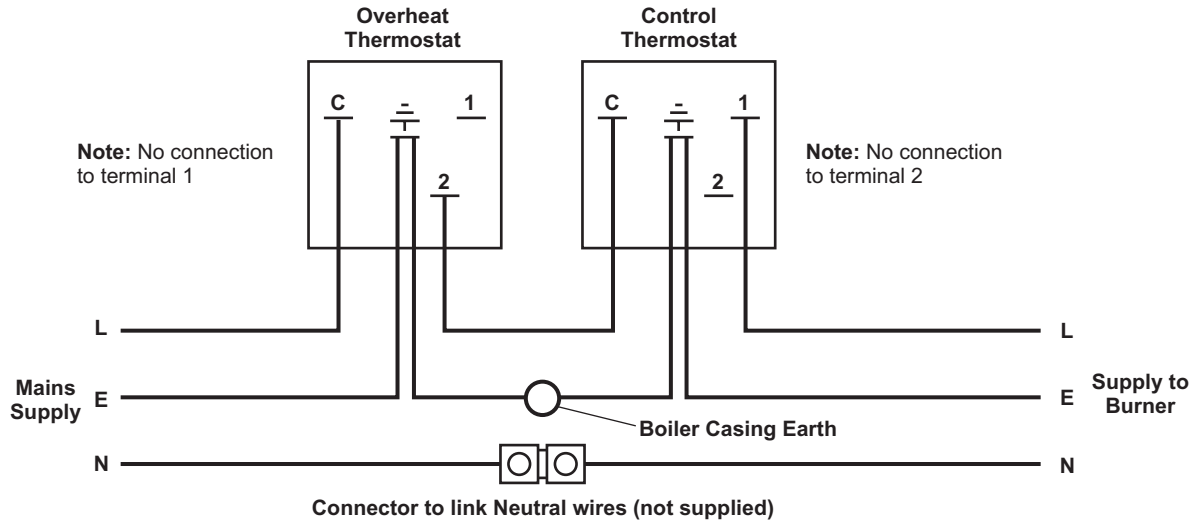 Overheat
Thermostat
Control
Thermostat
C
1
2
C
1
2
Note: No connection
to terminal 1
Note: No connection
to terminal 2
L
L
Mains
Supply
E
E
Supply to
Burner
Boiler Casing Earth
N
N
Connector to link Neutral wires (not supplied)